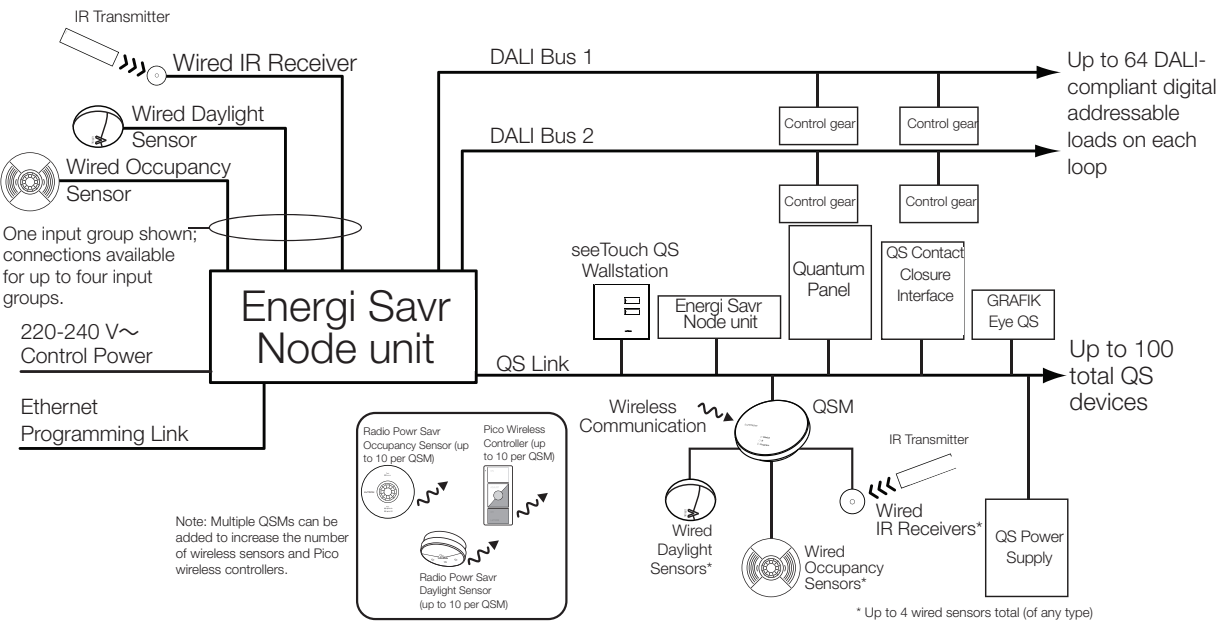 IR Transmitter
Wired IR Receiver
Wired Daylight
Sensor
Wired Occupancy
Sensor
One input group shown;
connections available
for up to four input
groups.
220-240 V~
Control Power
Ethernet
Programming Link
Energi Savr
Node unit
DALI Bus 1
DALI Bus 2
Control gear
Control gear
Control gear
Control gear
Up to 64 DALI-
compliant digital
addressable
loads on each
loop
seeTouch QS
Wallstation
Energi Savr
Node unit
Quantum
Panel
QS Contact
Closure
Interface
GRAFIK
Eye QS
QS Link
Up to 100
total QS
devices
Wireless
Communication
QSM
IR Transmitter
Wired
IR Receivers*
Wired
Daylight
Sensors*
Wired
Occupancy
Sensors*
QS Power
Supply
* Up to 4 wired sensors total (of any type)
Radio Powr Savr
Occupancy Sensor (up
to 10 per QSM)
Pico Wireless
Controller (up
to 10 per QSM)
Radio Powr Savr
Daylight Sensor
(up to 10 per QSM)
Note: Multiple QSMs can be
added to increase the number
of wireless sensors and Pico
wireless controllers.